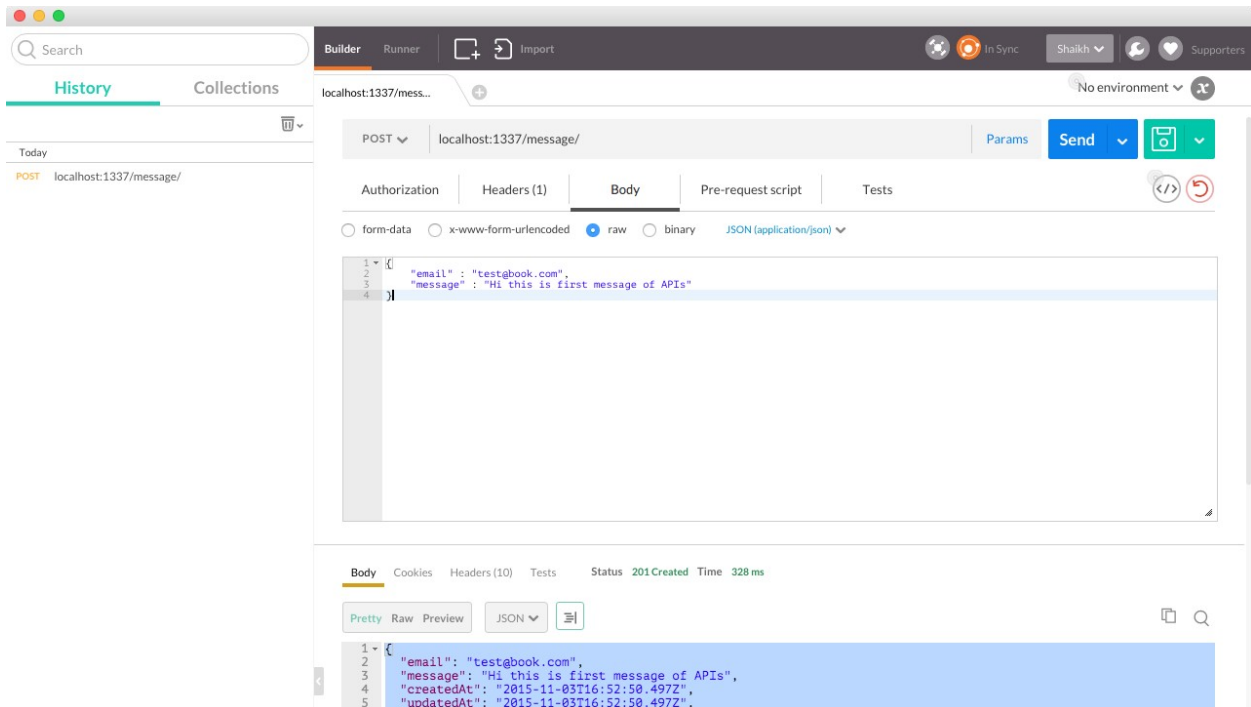 Search
History Collections
Today
POST localhost:1337/message/
Builder Runner Import In Sync Shaikh Supporters
localhost:1337/mess... No environment x
POST localhost:1337/message/ Params Send
Authorization Headers (1) Body Pre-request script Tests </>
form-data x-www-form-urlencoded raw binary JSON (application/json)
1 {
2 "email" : "test@book.com",
3 "message" : "Hi this is first message of APIs"
4 }
Body Cookies Headers (10) Tests Status 201 Created Time 328 ms
Pretty Raw Preview JSON
1 {
2 "email": "test@book.com",
3 "message": "Hi this is first message of APIs",
4 "createdAt": "2015-11-03T16:52:50.497Z",
5 "updatedAt": "2015-11-03T16:52:50.497Z",